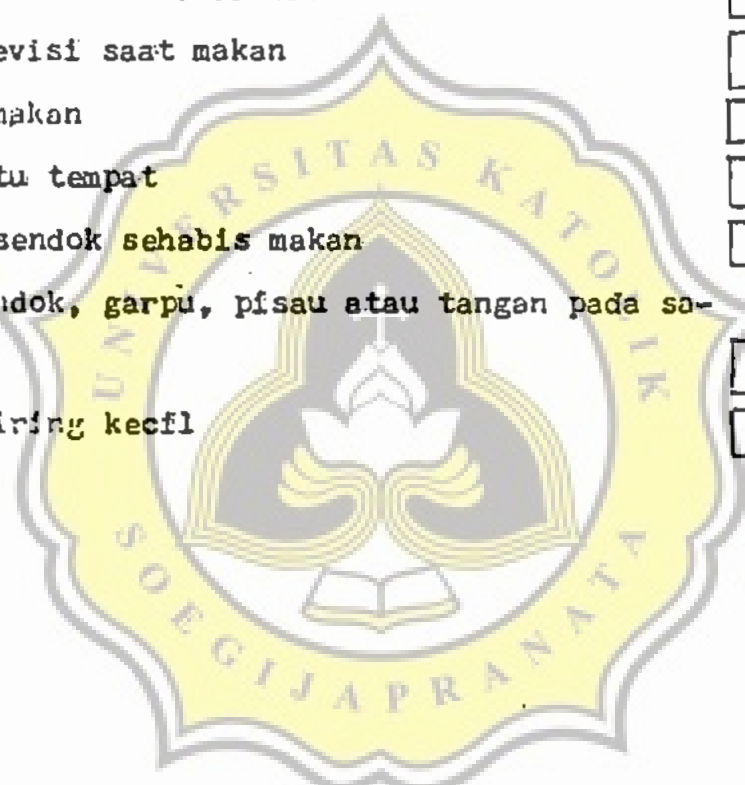 evisi saat makan
makan
tu tempat
sendok sehabis makan
ndok, garpu, pisau atau tangan pada sa-
iring kecil
UNIVERSITAS KATOLIK
SOEGIJAPRANATA